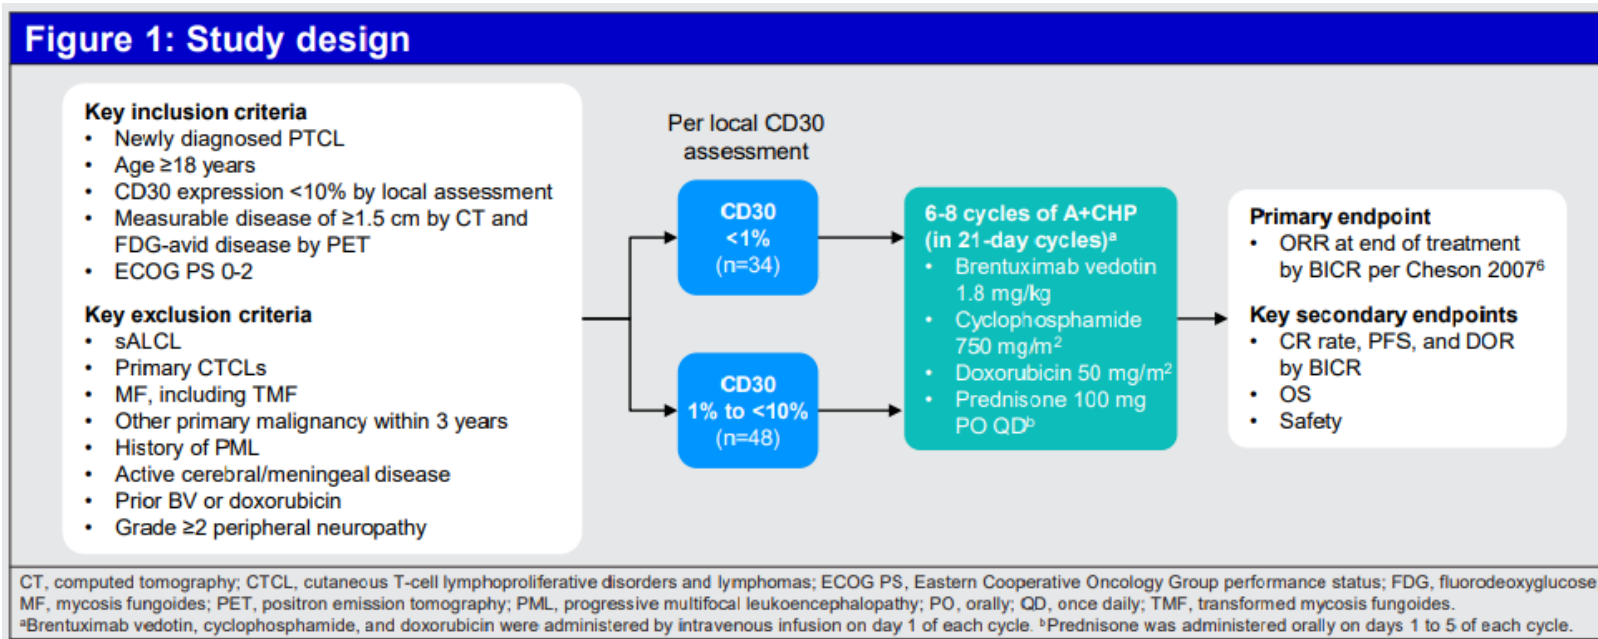 Figure 1: Study design
Key inclusion criteria
• Newly diagnosed PTCL
• Age ≥18 years
• CD30 expression <10% by local assessment
• Measurable disease of ≥1.5 cm by CT and
FDG-avid disease by PET
• ECOG PS 0-2
Key exclusion criteria
• sALCL
• Primary CTCLs
• MF, including TMF
• Other primary malignancy within 3 years
• History of PML
• Active cerebral/meningeal disease
• Prior BV or doxorubicin
• Grade ≥2 peripheral neuropathy
Per local CD30
assessment
CD30
<1%
(n=34)
CD30
1% to <10%
(n=48)
6-8 cycles of A+CHP
(in 21-day cycles)ᵃ
• Brentuximab vedotin
1.8 mg/kg
• Cyclophosphamide
750 mg/m²
• Doxorubicin 50 mg/m²
• Prednisone 100 mg
PO QDᵇ
Primary endpoint
• ORR at end of treatment
by BICR per Cheson 2007⁶
Key secondary endpoints
• CR rate, PFS, and DOR
by BICR
• OS
• Safety
CT, computed tomography; CTCL, cutaneous T-cell lymphoproliferative disorders and lymphomas; ECOG PS, Eastern Cooperative Oncology Group performance status; FDG, fluorodeoxyglucose
MF, mycosis fungoides; PET, positron emission tomography; PML, progressive multifocal leukoencephalopathy; PO, orally; QD, once daily; TMF, transformed mycosis fungoides.
ᵃBrentuximab vedotin, cyclophosphamide, and doxorubicin were administered by intravenous infusion on day 1 of each cycle. ᵇPrednisone was administered orally on days 1 to 5 of each cycle.